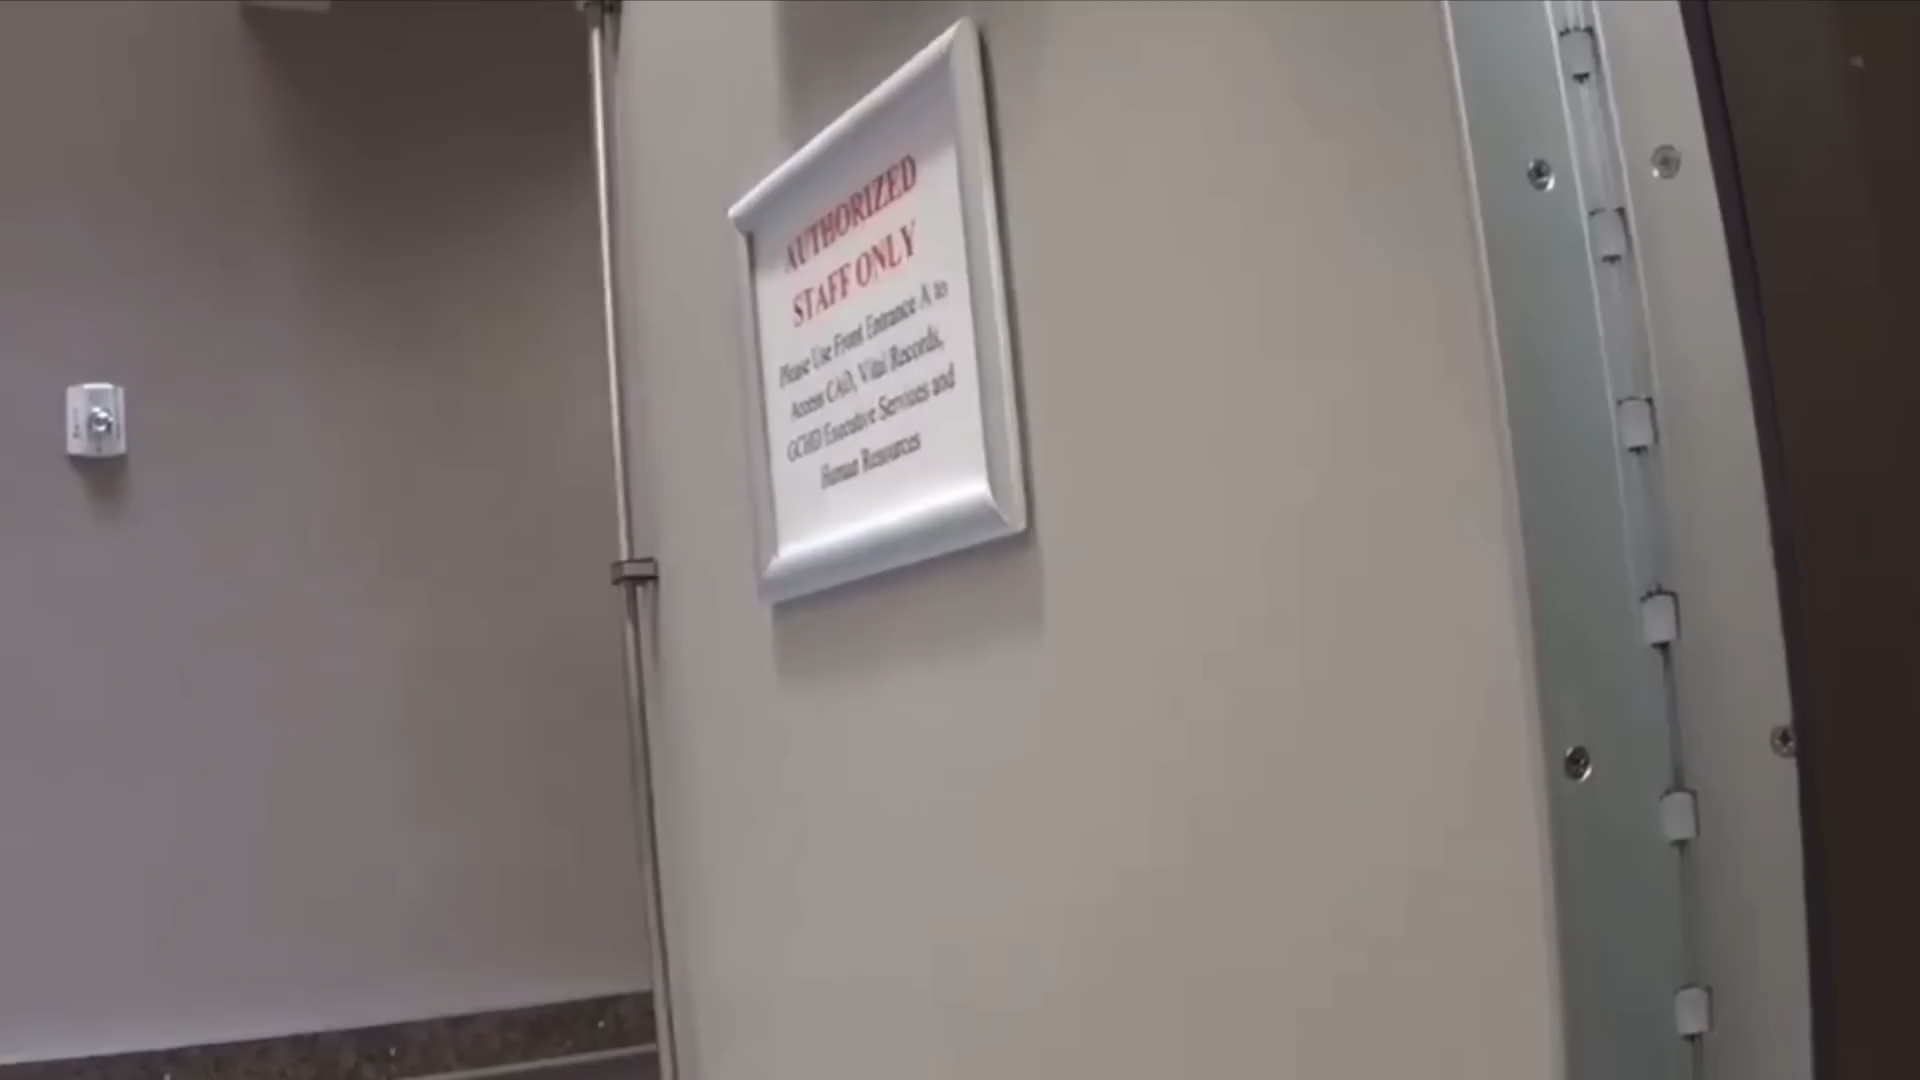 AUTHORIZED
STAFF ONLY
Please Use Front Entrance A to
Access CAD, Vital Records,
GCHD Executive Services and
Human Resources